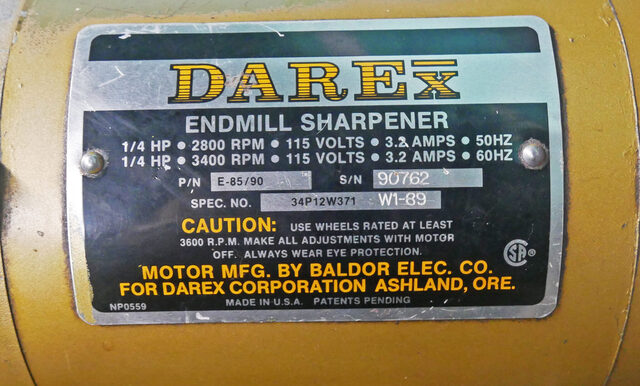 DAREX
ENDMILL SHARPENER
1/4 HP • 2800 RPM • 115 VOLTS • 3.2 AMPS • 50HZ
1/4 HP • 3400 RPM • 115 VOLTS • 3.2 AMPS • 60HZ
P/N E-85/90 S/N 90762
SPEC. NO. 34P12W371 W1-89
CAUTION: USE WHEELS RATED AT LEAST
3600 R.P.M. MAKE ALL ADJUSTMENTS WITH MOTOR
OFF. ALWAYS WEAR EYE PROTECTION.
SA
MOTOR MFG. BY BALDOR ELEC. CO.
FOR DAREX CORPORATION ASHLAND, ORE.
NP0559 MADE IN U.S.A. PATENTS PENDING